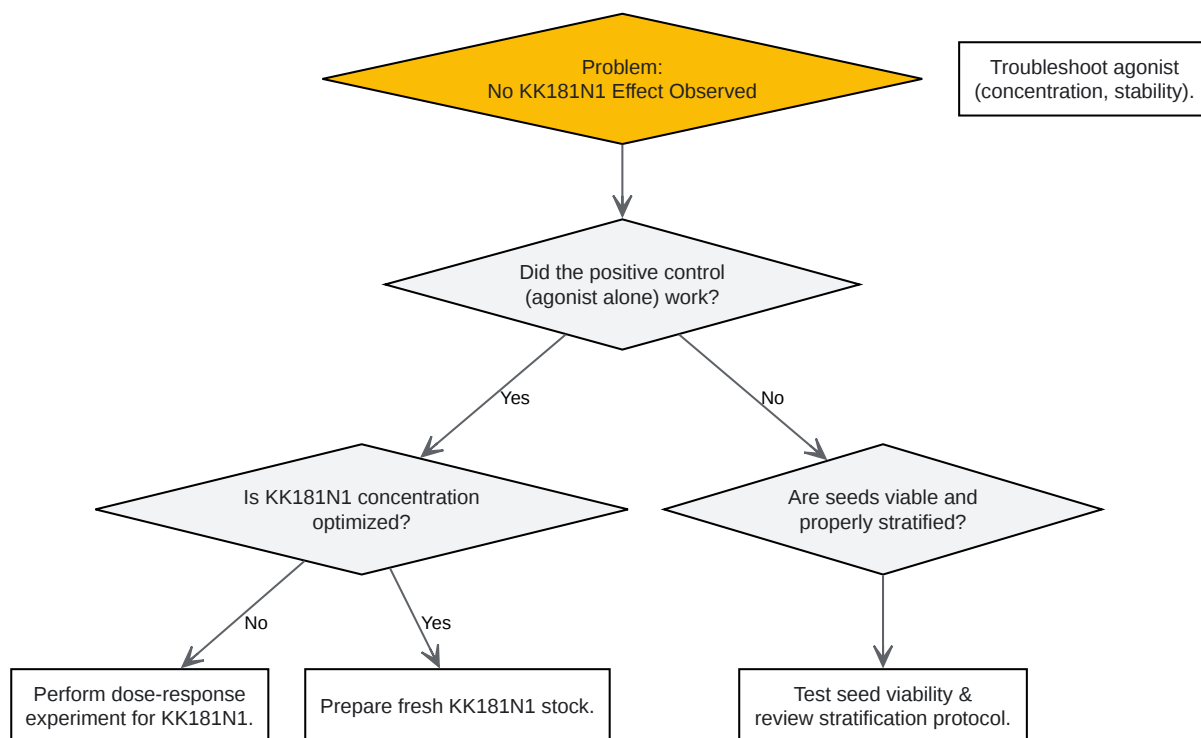 Problem:
No KK181N1 Effect Observed
Troubleshoot agonist
(concentration, stability).
Did the positive control
(agonist alone) work?
Yes
No
Is KK181N1 concentration
optimized?
Are seeds viable and
properly stratified?
No
Yes
Perform dose-response
experiment for KK181N1.
Prepare fresh KK181N1 stock.
Test seed viability &
review stratification protocol.